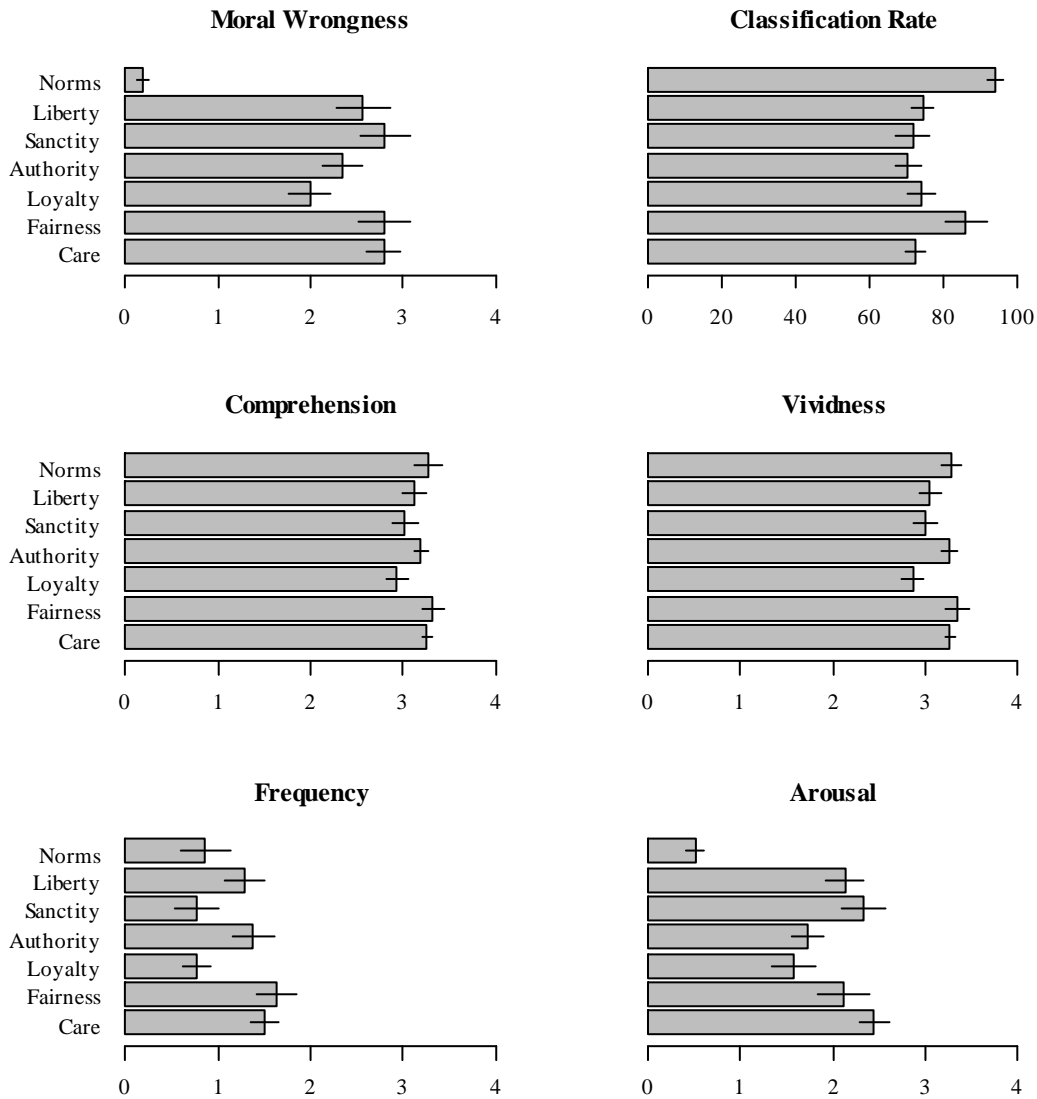 Moral Wrongness
Norms
Liberty
Sanctity
Authority
Loyalty
Fairness
Care
0 1 2 3 4
Classification Rate
0 20 40 60 80 100
Comprehension
Norms
Liberty
Sanctity
Authority
Loyalty
Fairness
Care
0 1 2 3 4
Vividness
0 1 2 3 4
Frequency
Norms
Liberty
Sanctity
Authority
Loyalty
Fairness
Care
0 1 2 3 4
Arousal
0 1 2 3 4